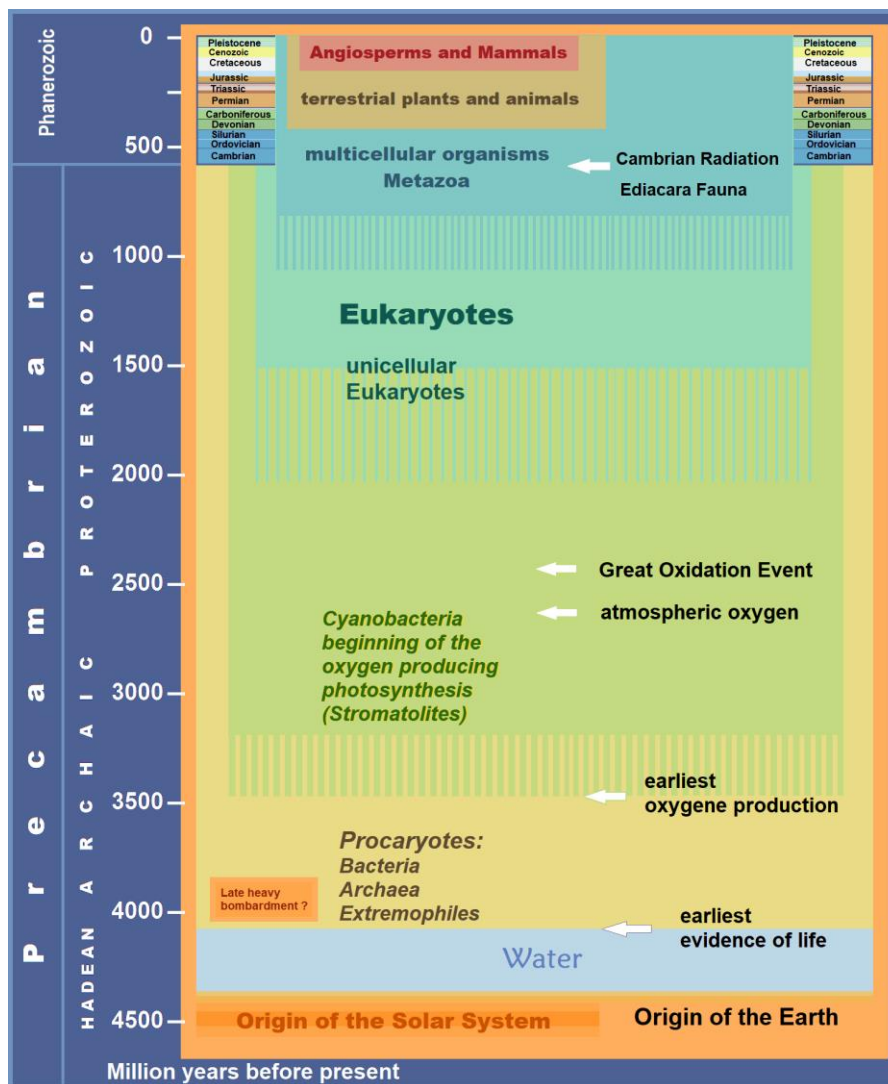 Phanerozoic
Precambrian
HADEAN ARCHAIC PROTEROZOIC
0
500
1000
1500
2000
2500
3000
3500
4000
4500
Million years before present
Pleistocene
Cenozoic
Cretaceous
Jurassic
Triassic
Permian
Carboniferous
Devonian
Silurian
Ordovician
Cambrian
Angiosperms and Mammals
terrestrial plants and animals
multicellular organisms
Metazoa
Pleistocene
Cenozoic
Cretaceous
Jurassic
Triassic
Permian
Carboniferous
Devonian
Silurian
Ordovician
Cambrian
Cambrian Radiation
Ediacara Fauna
Eukaryotes
unicellular
Eukaryotes
Great Oxidation Event
atmospheric oxygen
Cyanobacteria
beginning of the
oxygen producing
photosynthesis
(Stromatolites)
earliest
oxygene production
Procaryotes:
Bacteria
Archaea
Extremophiles
Late heavy
bombardment ?
earliest
evidence of life
Water
Origin of the Solar System
Origin of the Earth